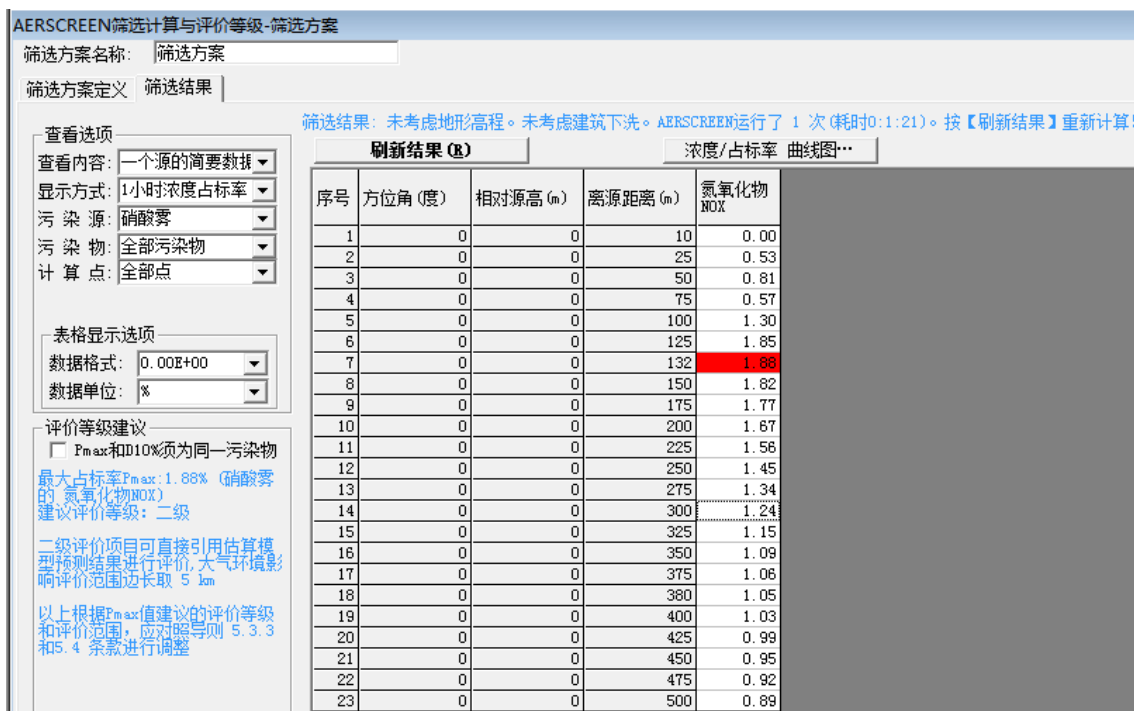 AERSCREEN筛选计算与评价等级-筛选方案
筛选方案名称: 筛选方案
筛选方案定义 筛选结果
筛选结果: 未考虑地形高程。未考虑建筑下洗。AERSCREEN运行了 1 次(耗时0:1:21)。按【刷新结果】重新计算!
刷新结果(R) 浓度/占标率 曲线图…
查看选项
查看内容: 一个源的简要数据
显示方式: 1小时浓度占标率
污 染 源: 硝酸雾
污 染 物: 全部污染物
计 算 点: 全部点
表格显示选项
数据格式: 0.00E+00
数据单位: %
评价等级建议
Pmax和D10%须为同一污染物
最大占标率Pmax:1.88% (硝酸雾
的 氮氧化物NOX)
建议评价等级: 二级
二级评价项目可直接引用估算模
型预测结果进行评价,大气环境影
响评价范围边长取 5 km
以上根据Pmax值建议的评价等级
和评价范围,应对照导则 5.3.3
和5.4 条款进行调整
序号 方位角(度) 相对源高(m) 离源距离(m) 氮氧化物NOX
1 0 0 10 0.00
2 0 0 25 0.53
3 0 0 50 0.81
4 0 0 75 0.57
5 0 0 100 1.30
6 0 0 125 1.85
7 0 0 132 1.88
8 0 0 150 1.82
9 0 0 175 1.77
10 0 0 200 1.67
11 0 0 225 1.56
12 0 0 250 1.45
13 0 0 275 1.34
14 0 0 300 1.24
15 0 0 325 1.15
16 0 0 350 1.09
17 0 0 375 1.06
18 0 0 380 1.05
19 0 0 400 1.03
20 0 0 425 0.99
21 0 0 450 0.95
22 0 0 475 0.92
23 0 0 500 0.89